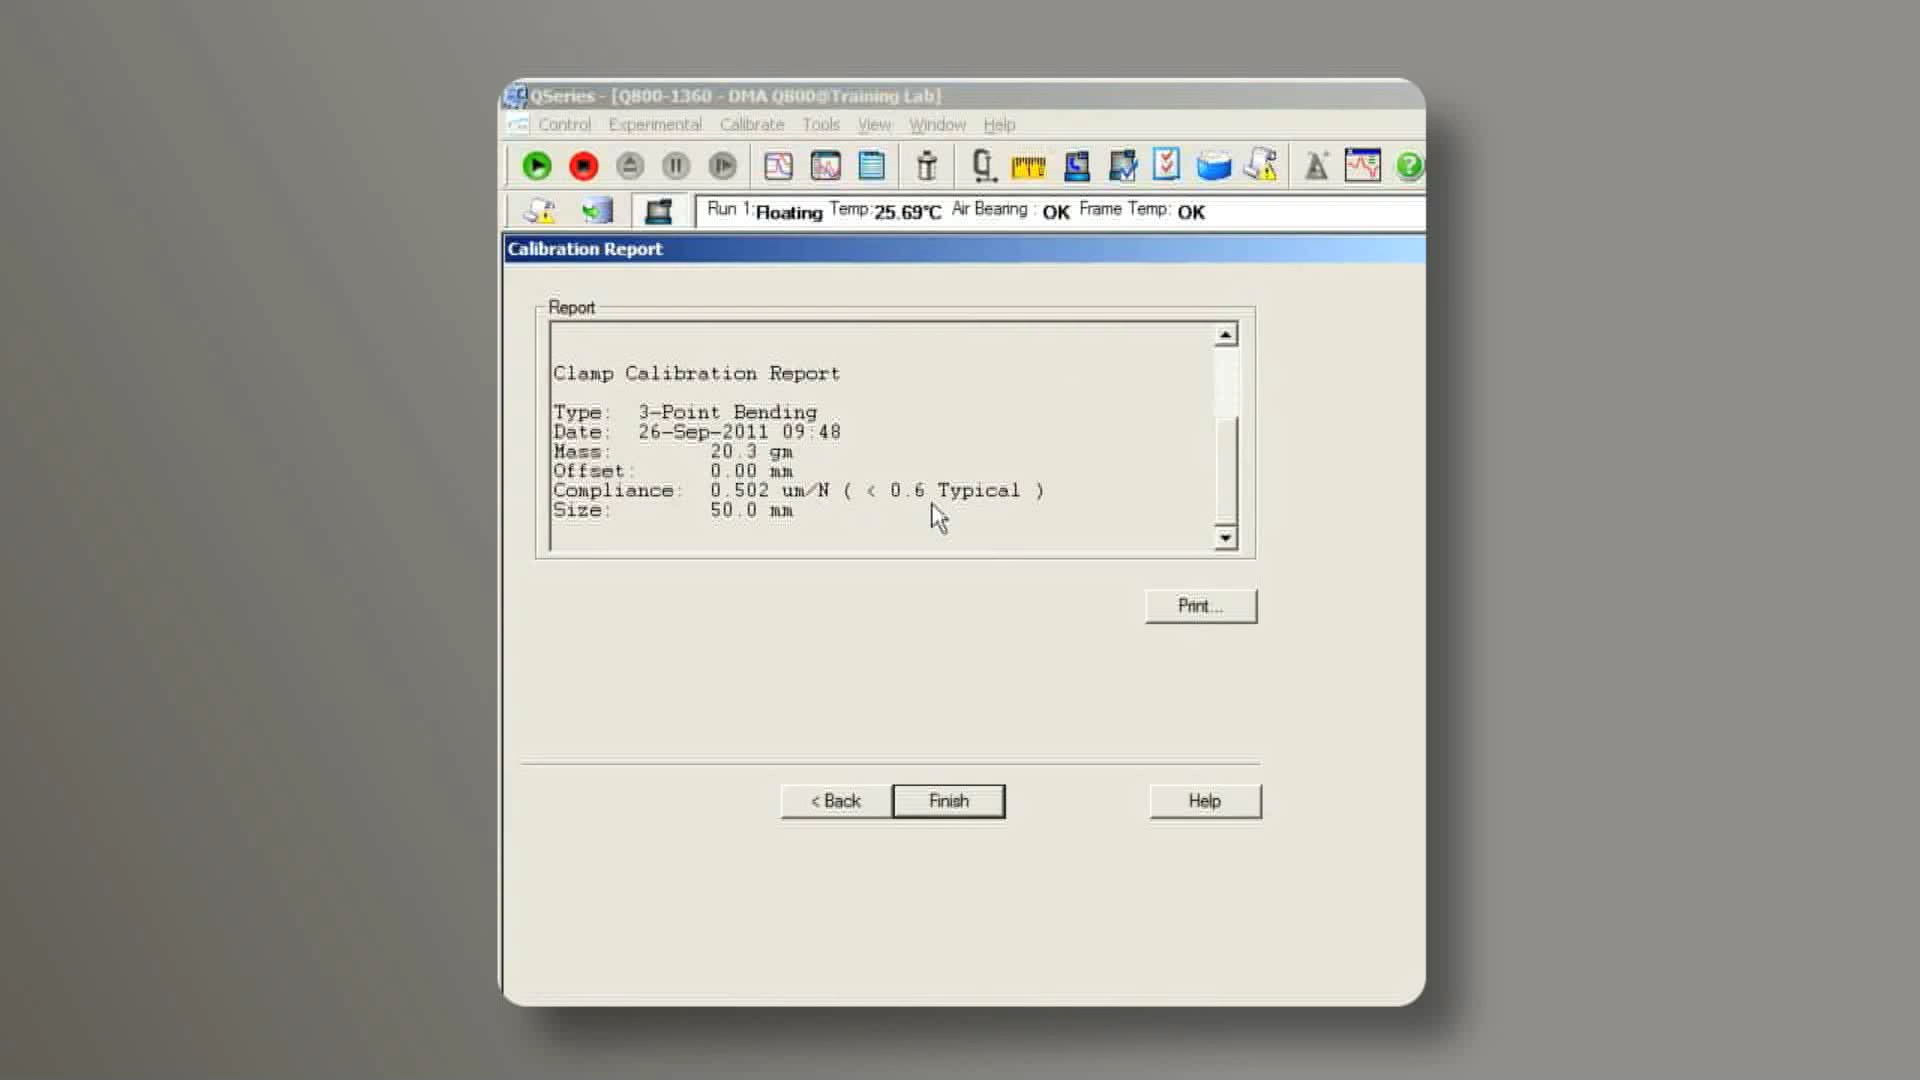 QSeries - [Q800-1360 - DMA Q800@Training Lab]
Control Experimental Calibrate Tools View Window Help
Run 1: Floating Temp: 25.69°C Air Bearing : OK Frame Temp: OK
Calibration Report
Report
Clamp Calibration Report
Type: 3-Point Bending
Date: 26-Sep-2011 09:48
Mass: 20.3 gm
Offset: 0.00 mm
Compliance: 0.502 um/N ( < 0.6 Typical )
Size: 50.0 mm
Print...
< Back Finish Help